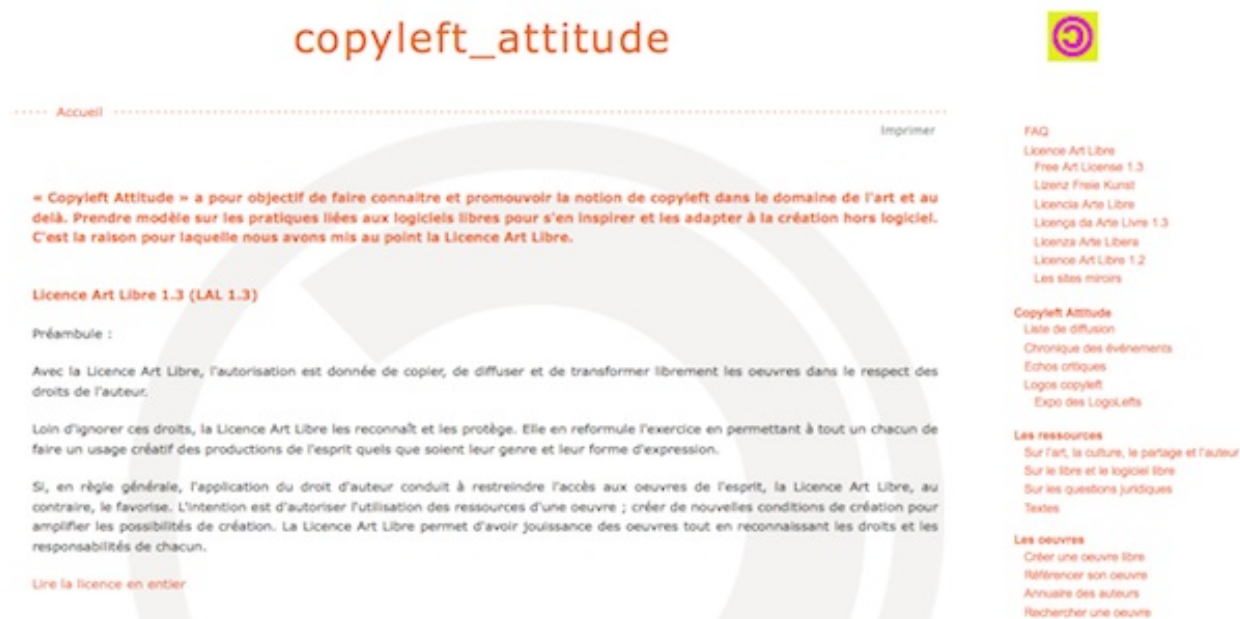 copyleft_attitude
Accueil
Imprimer
« Copyleft Attitude » a pour objectif de faire connaitre et promouvoir la notion de copyleft dans le domaine de l'art et au
delà. Prendre modèle sur les pratiques liées aux logiciels libres pour s'en inspirer et les adapter à la création hors logiciel.
C'est la raison pour laquelle nous avons mis au point la Licence Art Libre.
Licence Art Libre 1.3 (LAL 1.3)
Préambule :
Avec la Licence Art Libre, l'autorisation est donnée de copier, de diffuser et de transformer librement les oeuvres dans le respect des
droits de l'auteur.
Loin d'ignorer ces droits, la Licence Art Libre les reconnaît et les protège. Elle en reformule l'exercice en permettant à tout un chacun de
faire un usage créatif des productions de l'esprit quels que soient leur genre et leur forme d'expression.
Si, en règle générale, l'application du droit d'auteur conduit à restreindre l'accès aux oeuvres de l'esprit, la Licence Art Libre, au
contraire, le favorise. L'intention est d'autoriser l'utilisation des ressources d'une oeuvre ; créer de nouvelles conditions de création pour
amplifier les possibilités de création. La Licence Art Libre permet d'avoir jouissance des oeuvres tout en reconnaissant les droits et les
responsabilités de chacun.
Lire la licence en entier
FAQ
Licence Art Libre
Free Art License 1.3
Lizenz Freie Kunst
Licencia Arte Libre
Licença da Arte Livre 1.3
Licenza Arte Libera
Licence Art Libre 1.2
Les sites miroirs
Copyleft Attitude
Liste de diffusion
Chronique des événements
Echos critiques
Logos copyleft
Expo des LogoLefts
Les ressources
Sur l'art, la culture, le partage et l'auteur
Sur le libre et le logiciel libre
Sur les questions juridiques
Textes
Les oeuvres
Créer une oeuvre libre
Référencer son oeuvre
Annuaire des auteurs
Rechercher une oeuvre